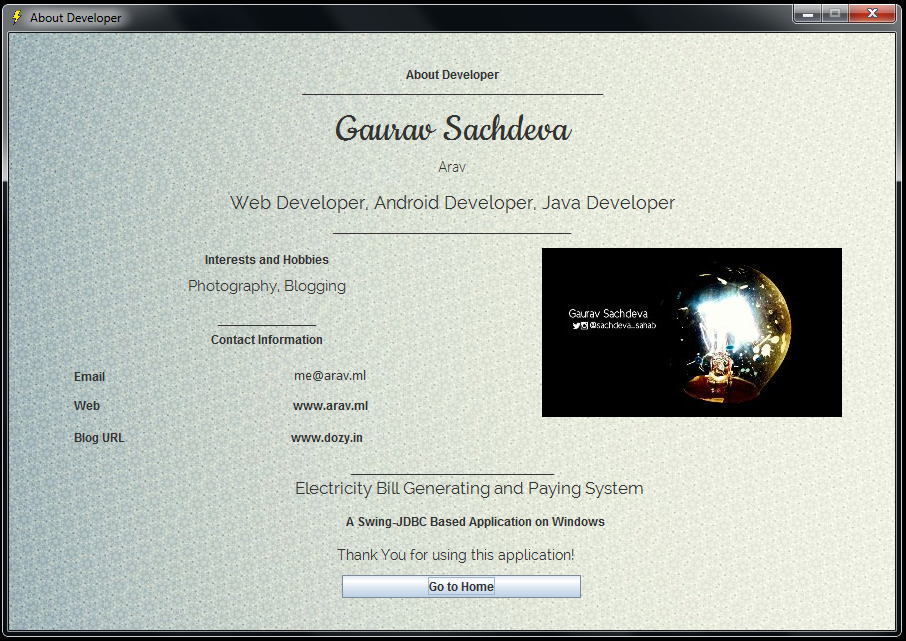 About Developer
About Developer
Gaurav Sachdeva
Arav
Web Developer, Android Developer, Java Developer
Interests and Hobbies
Photography, Blogging
Gaurav Sachdeva
@sachdeva_sahab
Contact Information
Email me@arav.ml
Web www.arav.ml
Blog URL www.dozy.in
Electricity Bill Generating and Paying System
A Swing-JDBC Based Application on Windows
Thank You for using this application!
Go to Home